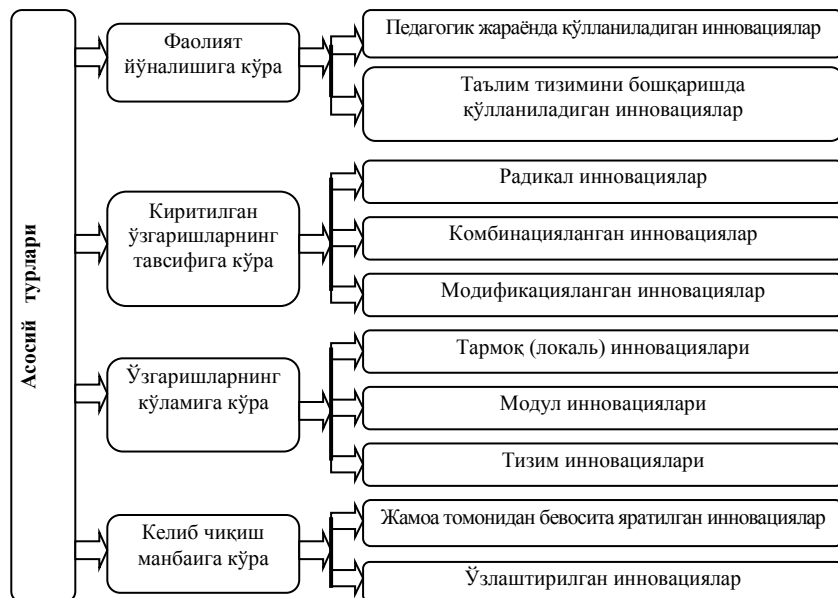 Асосий турлари
Фаолият
йўналишига кўра
Педагогик жараёнда қўлланиладиган инновациялар
Таълим тизимини бошқаришда
қўлланиладиган инновациялар
Киритилган
ўзгаришларнинг
тавсифига кўра
Радикал инновациялар
Комбинацияланган инновациялар
Модификацияланган инновациялар
Ўзгаришларнинг
кўламига кўра
Тармоқ (локаль) инновациялари
Модул инновациялари
Тизим инновациялари
Келиб чиқиш
манбаига кўра
Жамоа томонидан бевосита яратилган инновациялар
Ўзлаштирилган инновациялар